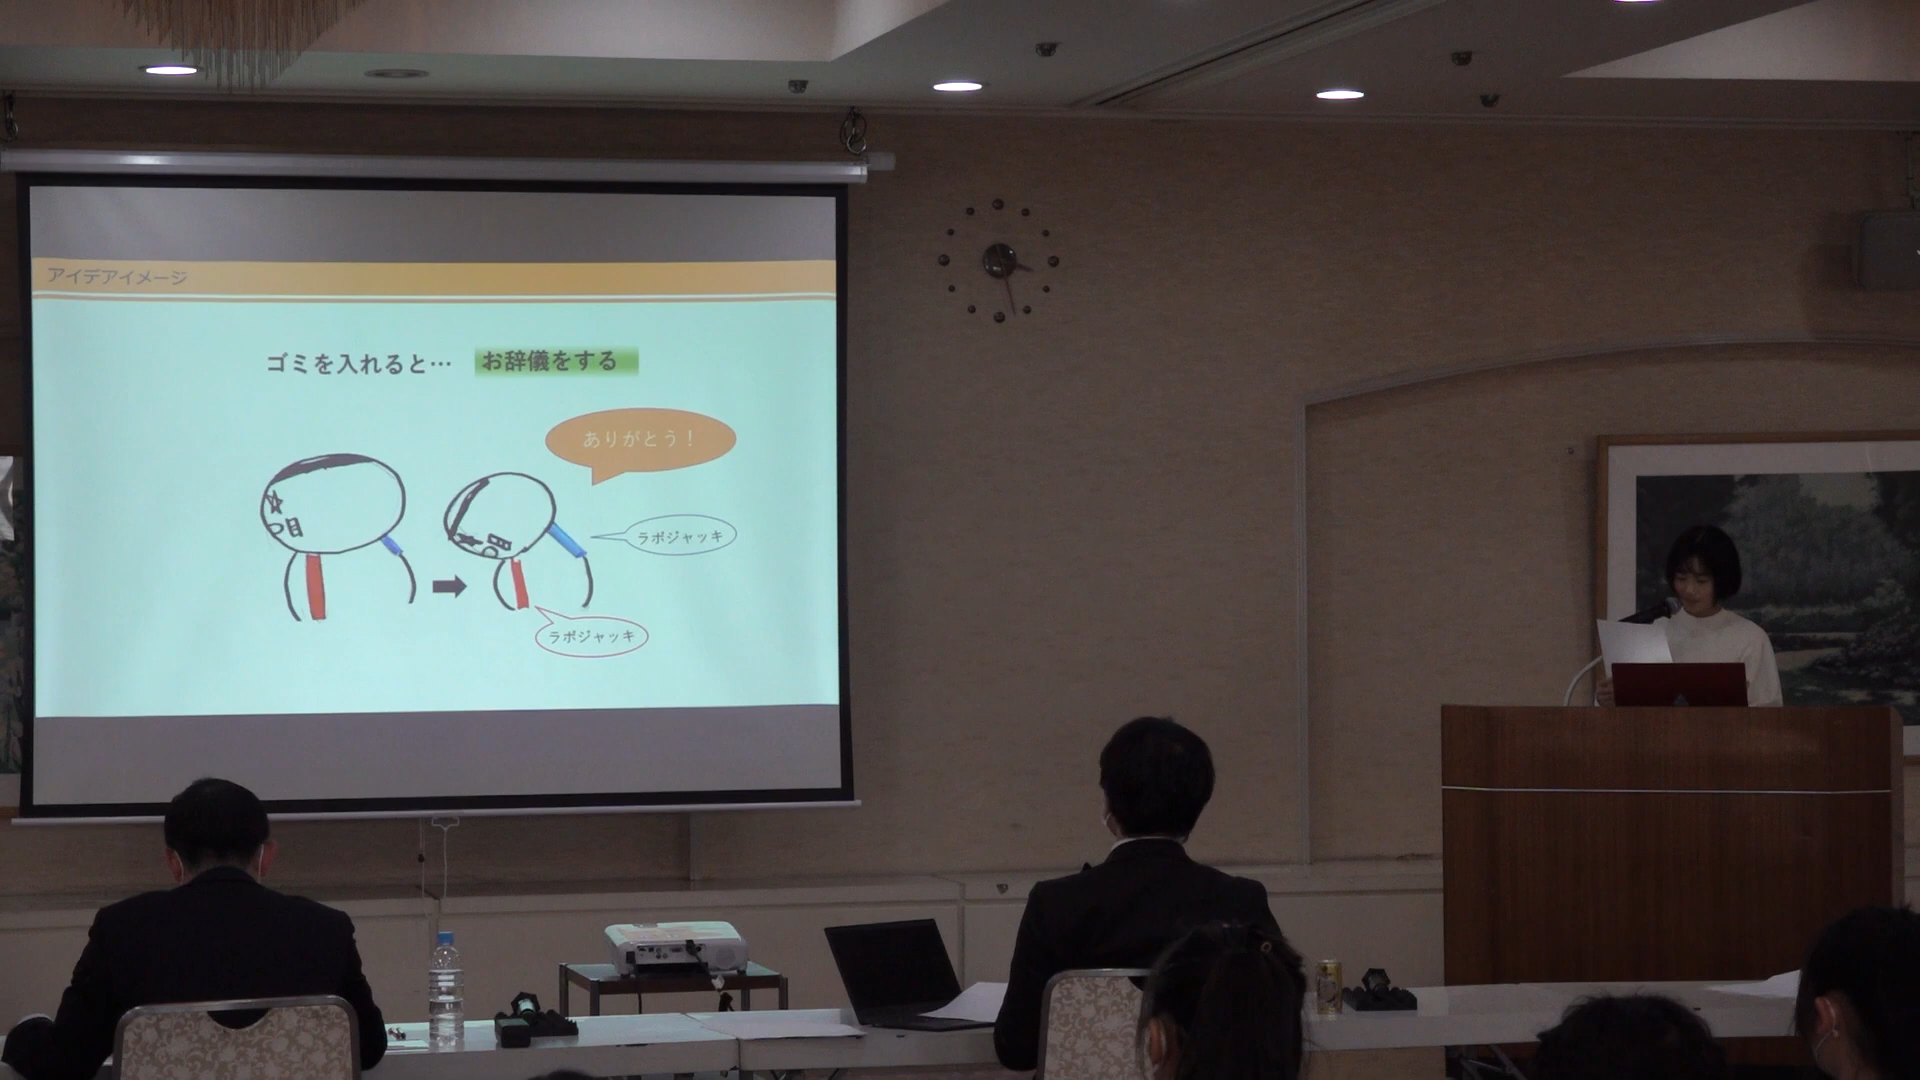 アイデアイメージ
ゴミを入れると… お辞儀をする
ありがとう！
ラボジャッキ
ラボジャッキ